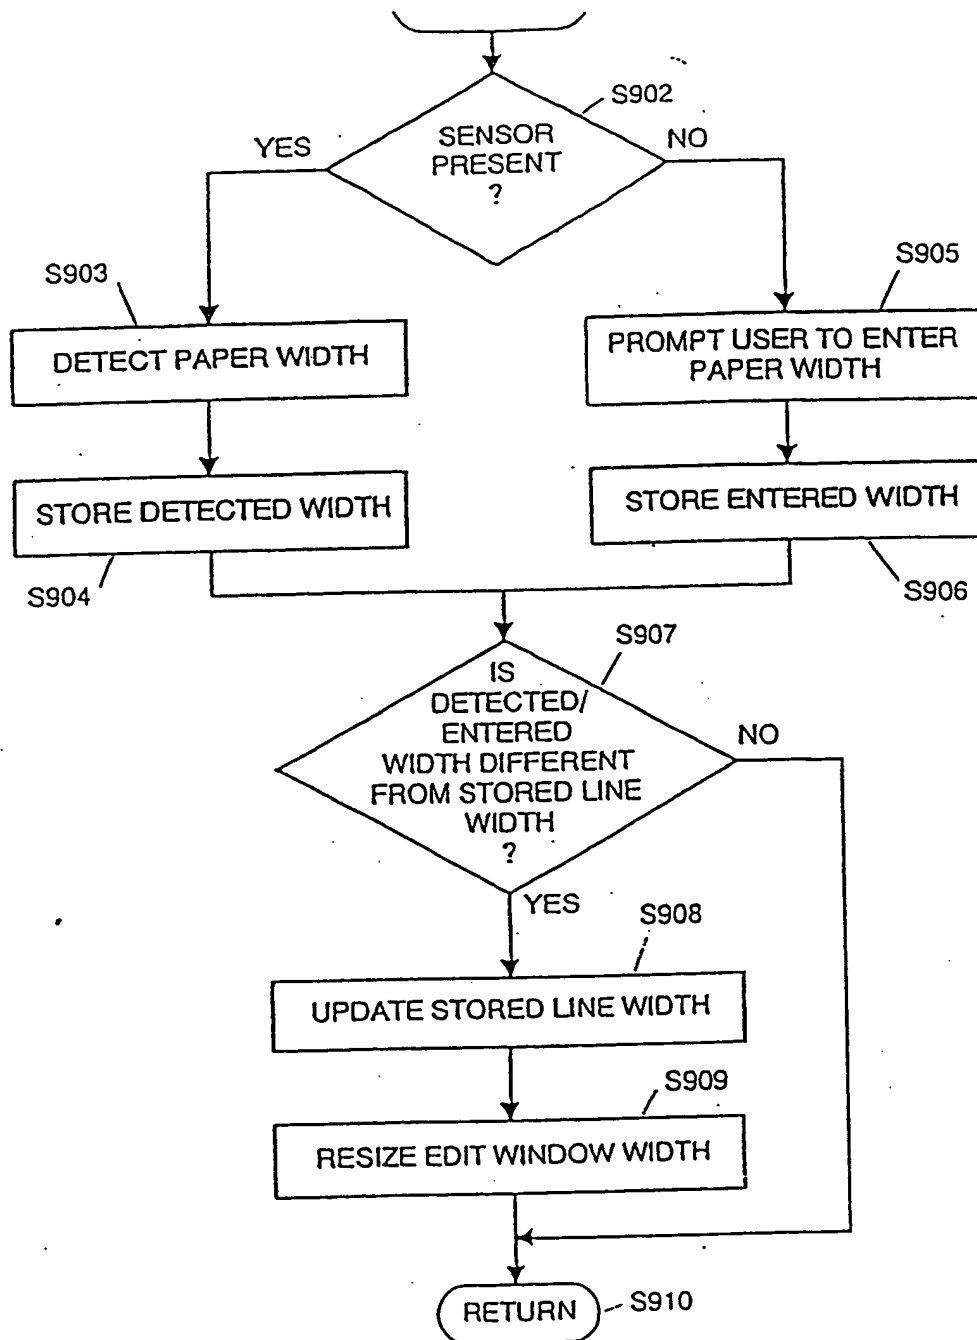 S902
YES
SENSOR
PRESENT
?
NO
S903
S905
DETECT PAPER WIDTH
PROMPT USER TO ENTER
PAPER WIDTH
STORE DETECTED WIDTH
STORE ENTERED WIDTH
S904
S906
S907
IS
DETECTED/
ENTERED
WIDTH DIFFERENT
FROM STORED LINE
WIDTH
?
NO
YES
S908
UPDATE STORED LINE WIDTH
S909
RESIZE EDIT WINDOW WIDTH
RETURN
S910